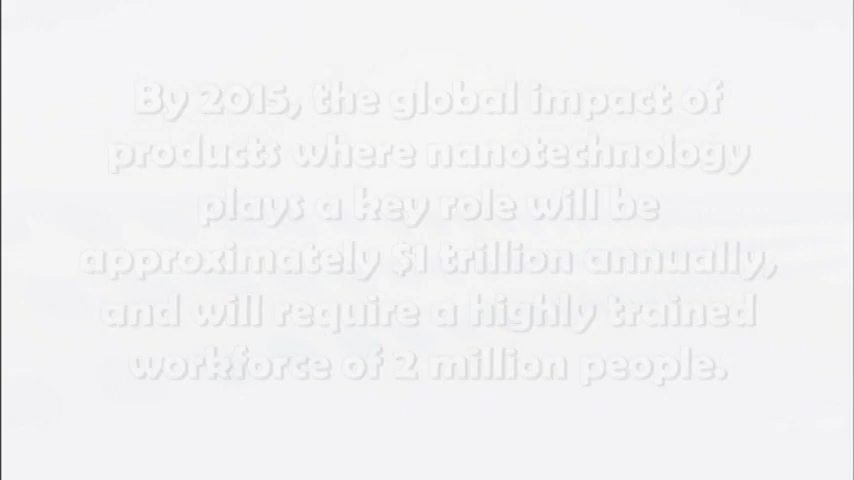 By 2015, the global impact of
products where nanotechnology
plays a key role will be
approximately $1 trillion annually,
and will require a highly trained
workforce of 2 million people.